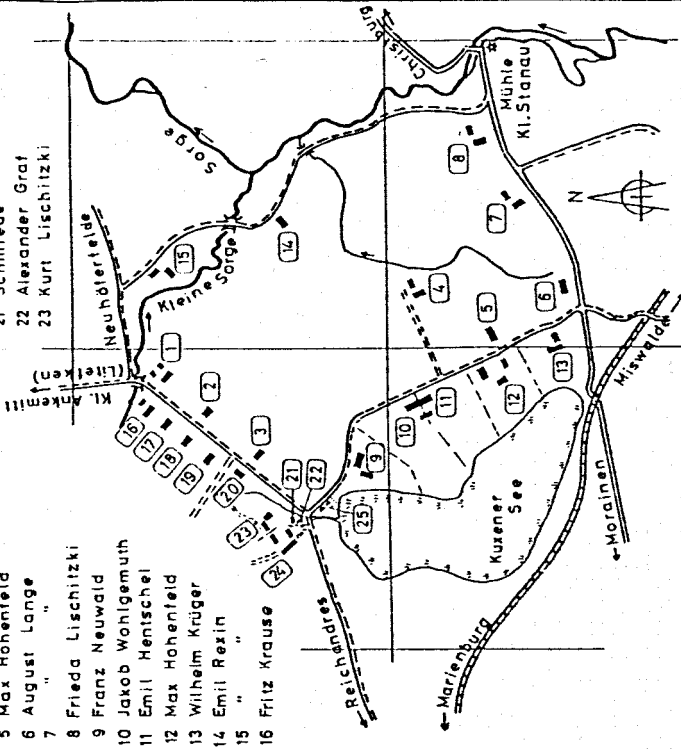 5 Max Hohenfeld
6 August Lange
7 " "
8 Frieda Lischitzki
9 Franz Neuwald
10 Jakob Wohlgemuth
11 Emil Hentschel
12 Max Hohenfeld
13 Wilhelm Krüger
14 Emil Rexin
15 " "
16 Fritz Krause
22 Alexander Graf
23 Kurt Lischitzki
Kl. Ankemitt
(Litefken)
Neuhöferfelde
Sorge
Christburg
Kleine Sorge
Mühle
Kl. Stanau
N
Miswalde
Kuxener
See
Morainen
Marienburg
Reichandres
1
2
3
4
5
6
7
8
9
10
11
12
13
14
15
16
17
18
19
20
21
22
23
24
25